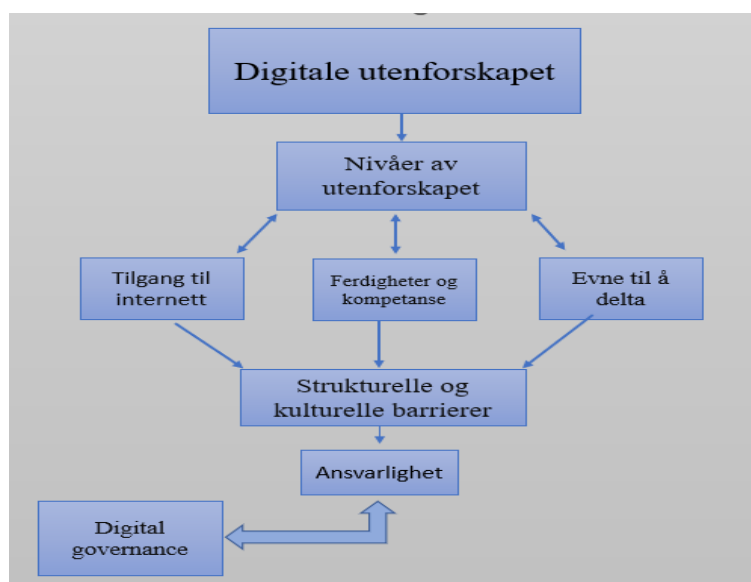 Digitale utenforskapet
Nivåer av
utenforskapet
Tilgang til
internett
Ferdigheter og
kompetanse
Evne til å
delta
Strukturelle og
kulturelle barrierer
Ansvarlighet
Digital
governance